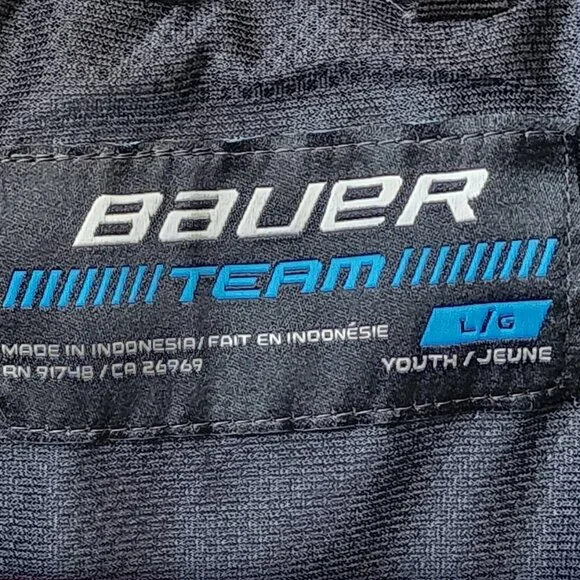 BAUER
TEAM
L/G
MADE IN INDONESIA/FAIT EN INDONÉSIE
RN 91748 / CA 26969
YOUTH / JEUNE